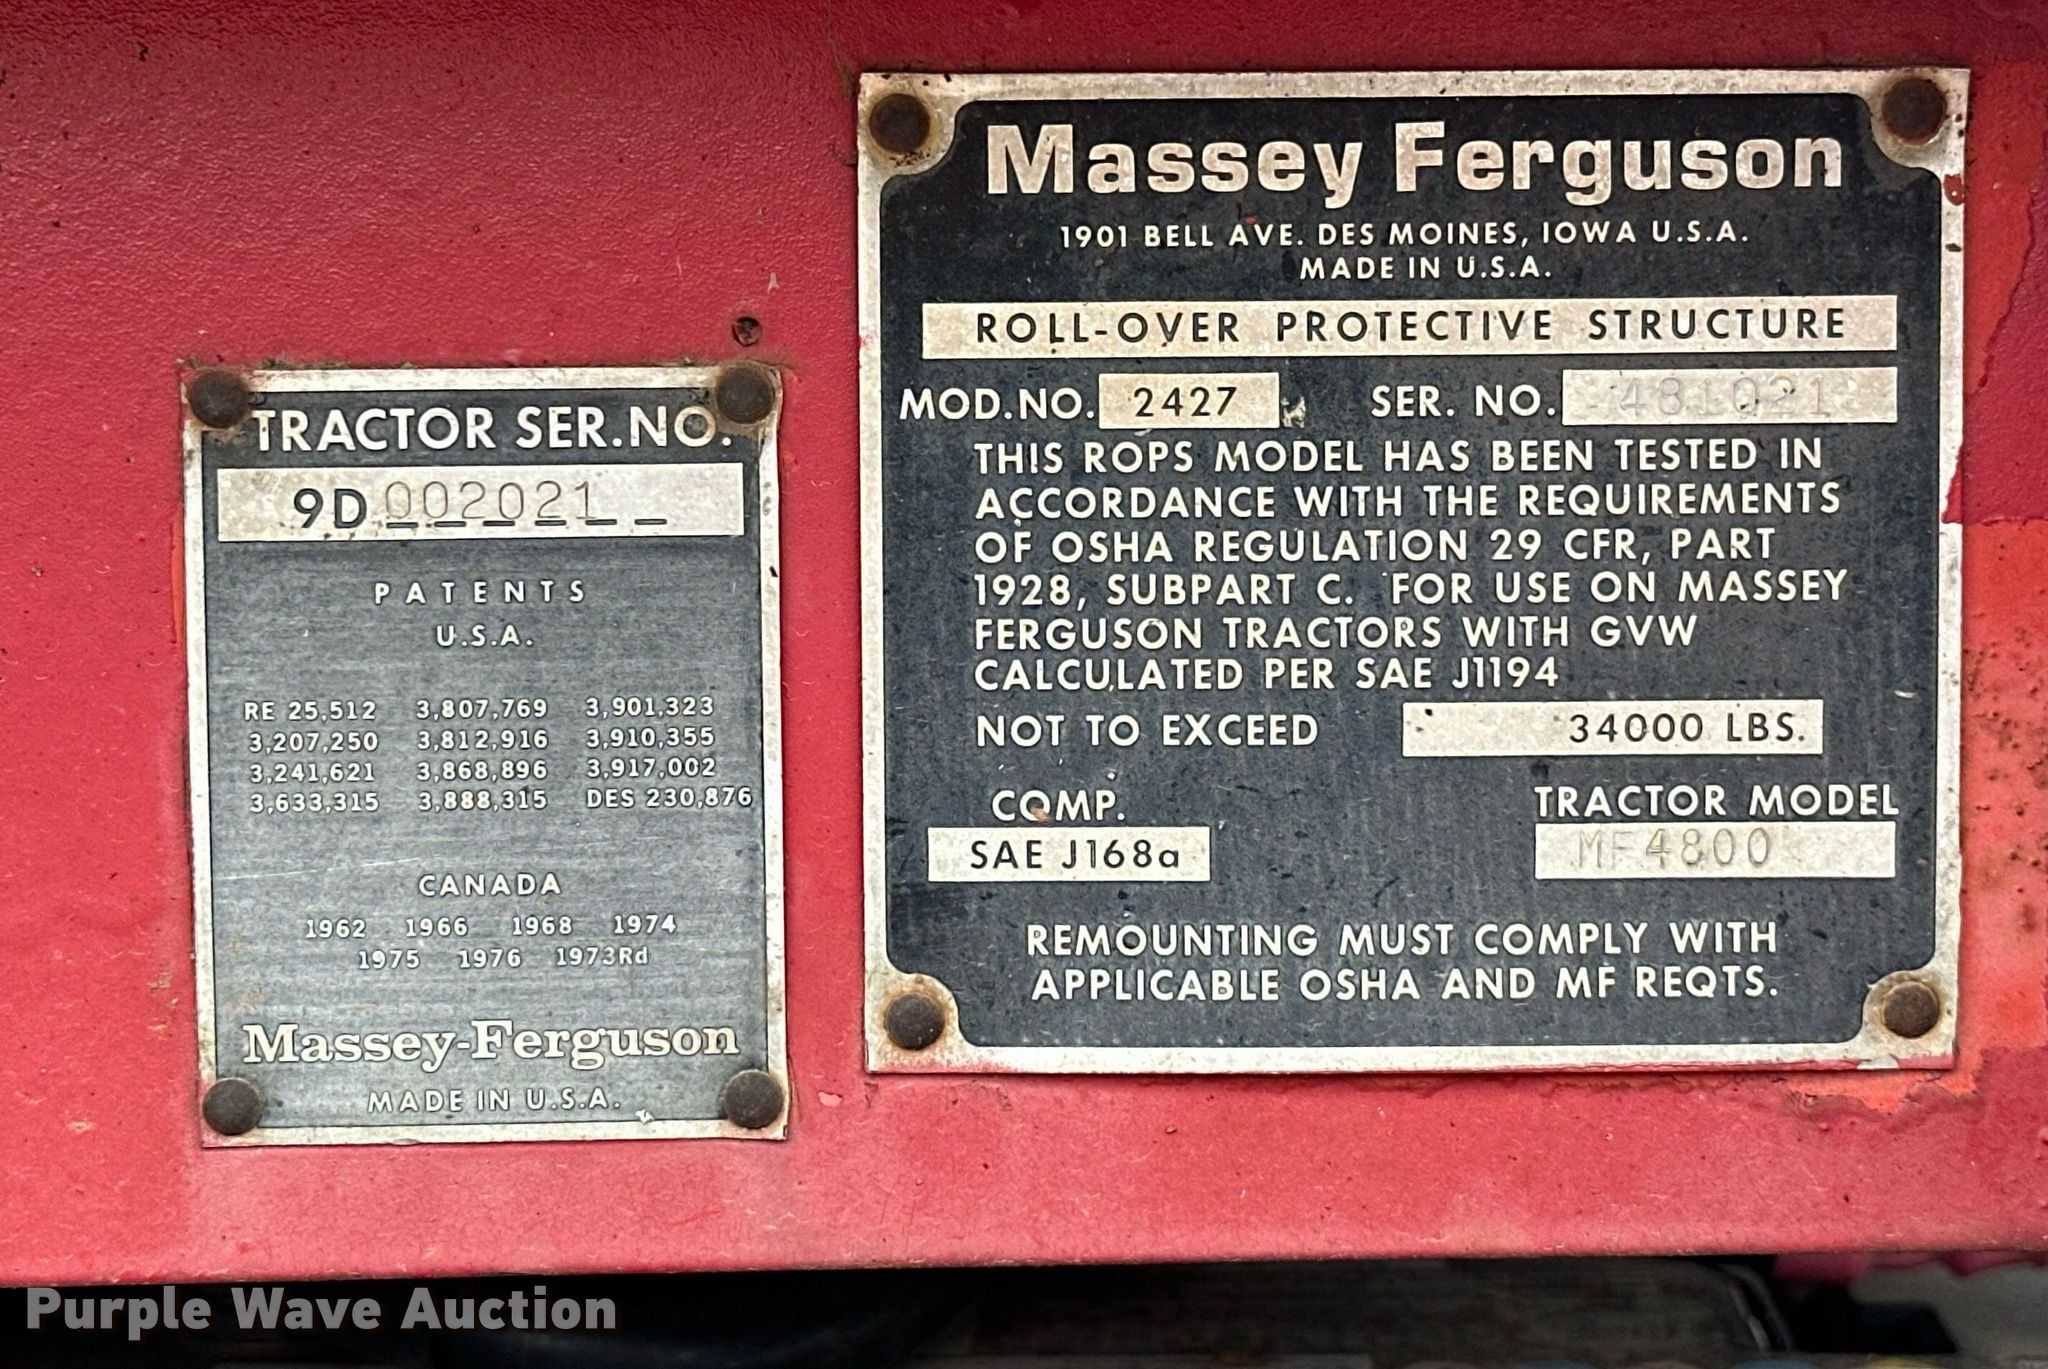 TRACTOR SER.NO.
9D002021
PATENTS
U.S.A.
RE 25,512 3,807,769 3,901,323
3,207,250 3,812,916 3,910,355
3,241,621 3,868,896 3,917,002
3,633,315 3,888,315 DES 230,876
CANADA
1962 1966 1968 1974
1975 1976 1973Rd
Massey-Ferguson
MADE IN U.S.A.
Massey Ferguson
1901 BELL AVE. DES MOINES, IOWA U.S.A.
MADE IN U.S.A.
ROLL-OVER PROTECTIVE STRUCTURE
MOD.NO. 2427 SER. NO. 481021
THIS ROPS MODEL HAS BEEN TESTED IN
ACCORDANCE WITH THE REQUIREMENTS
OF OSHA REGULATION 29 CFR, PART
1928, SUBPART C. FOR USE ON MASSEY
FERGUSON TRACTORS WITH GVW
CALCULATED PER SAE J1194
NOT TO EXCEED 34000 LBS.
COMP. TRACTOR MODEL
SAE J168a MF4800
REMOUNTING MUST COMPLY WITH
APPLICABLE OSHA AND MF REQTS.
Purple Wave Auction